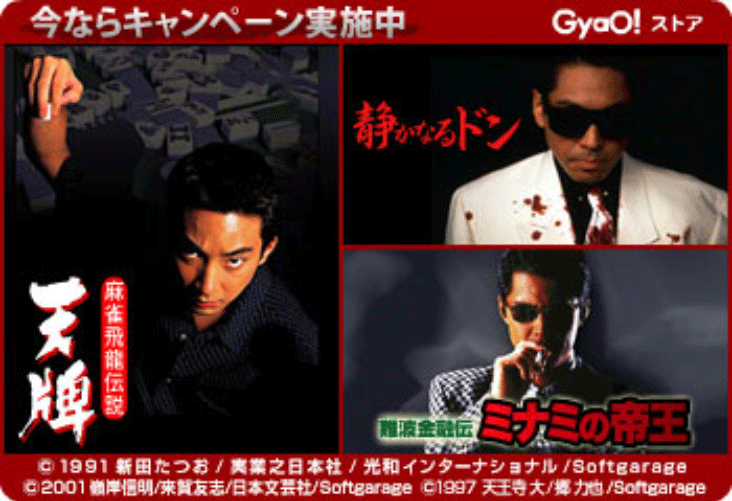 今ならキャンペーン実施中
GyaO! ストア
静かなるドン
麻雀飛龍伝説
天牌
難波金融伝
ミナミの帝王
©1991 新田たつお / 実業之日本社 / 光和インターナショナル /Softgarage
©2001 嶺岸信明/来賀友志/日本文芸社/Softgarage ©1997 天王寺大/郷力也/Softgarage